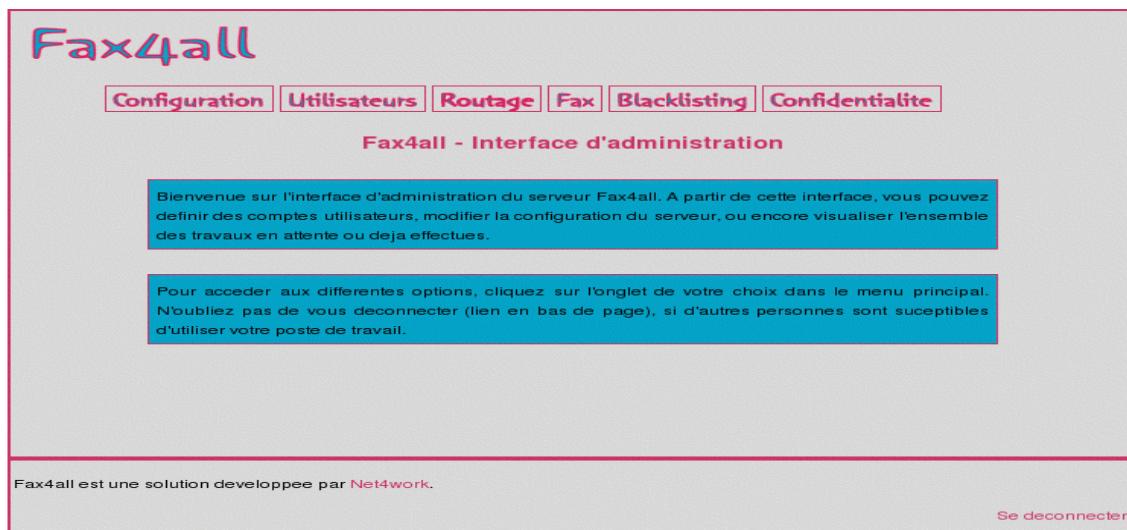 Fax4all
Configuration Utilisateurs Routage Fax Blacklisting Confidentialite
Fax4all - Interface d'administration
Bienvenue sur l'interface d'administration du serveur Fax4all. A partir de cette interface, vous pouvez
definir des comptes utilisateurs, modifier la configuration du serveur, ou encore visualiser l'ensemble
des travaux en attente ou deja effectues.
Pour acceder aux differentes options, cliquez sur l'onglet de votre choix dans le menu principal.
N'oubliez pas de vous deconnecter (lien en bas de page), si d'autres personnes sont suceptibles
d'utiliser votre poste de travail.
Fax4all est une solution developpee par Net4work.
Se deconnecter